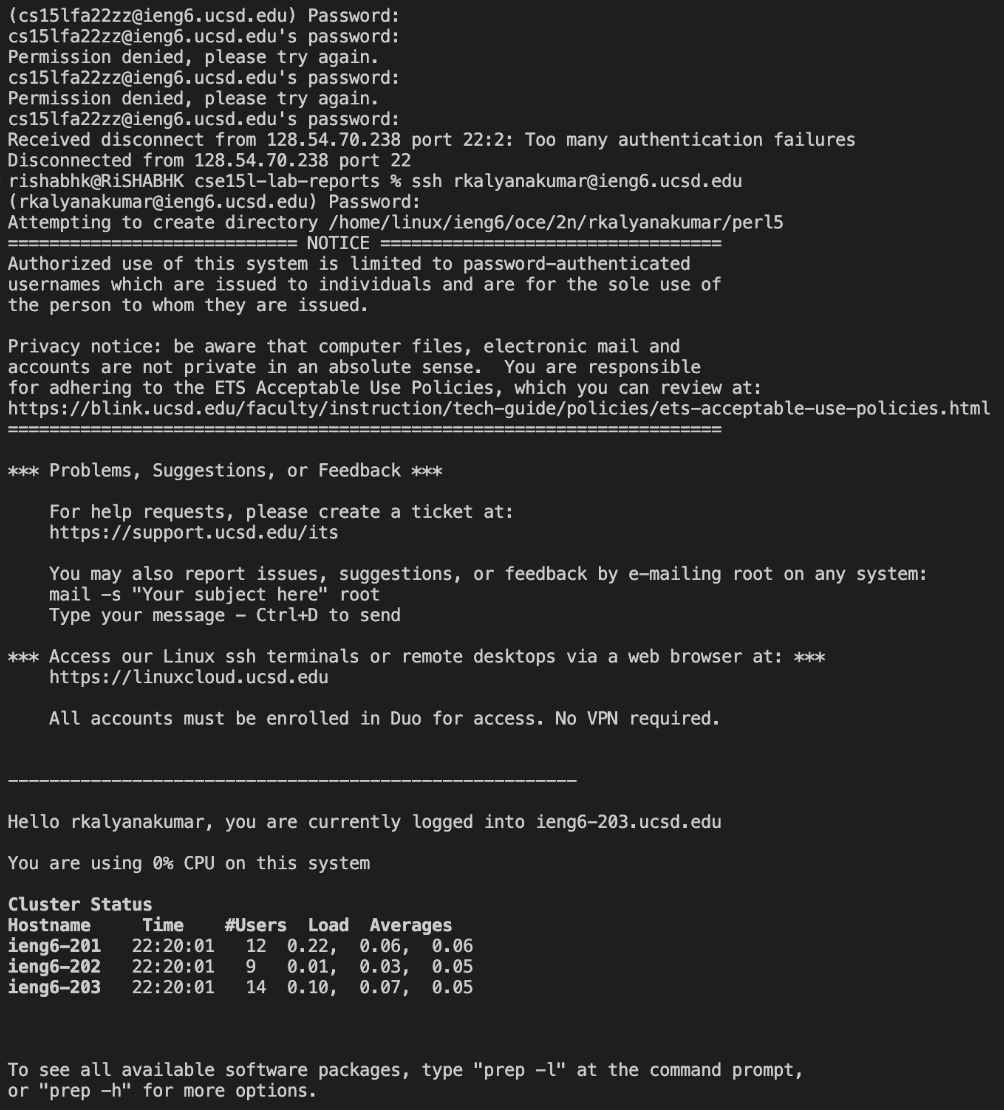 (cs15lfa22zz@ieng6.ucsd.edu) Password:
cs15lfa22zz@ieng6.ucsd.edu's password:
Permission denied, please try again.
cs15lfa22zz@ieng6.ucsd.edu's password:
Permission denied, please try again.
cs15lfa22zz@ieng6.ucsd.edu's password:
Received disconnect from 128.54.70.238 port 22:2: Too many authentication failures
Disconnected from 128.54.70.238 port 22
rishabhk@RiSHABHK cse15l-lab-reports % ssh rkalyanakumar@ieng6.ucsd.edu
(rkalyanakumar@ieng6.ucsd.edu) Password:
Attempting to create directory /home/linux/ieng6/oce/2n/rkalyanakumar/perl5
============================ NOTICE =================================
Authorized use of this system is limited to password-authenticated
usernames which are issued to individuals and are for the sole use of
the person to whom they are issued.

Privacy notice: be aware that computer files, electronic mail and
accounts are not private in an absolute sense.  You are responsible
for adhering to the ETS Acceptable Use Policies, which you can review at:
https://blink.ucsd.edu/faculty/instruction/tech-guide/policies/ets-acceptable-use-policies.html
=====================================================================

*** Problems, Suggestions, or Feedback ***

    For help requests, please create a ticket at:
    https://support.ucsd.edu/its

    You may also report issues, suggestions, or feedback by e-mailing root on any system:
    mail -s "Your subject here" root
    Type your message - Ctrl+D to send

*** Access our Linux ssh terminals or remote desktops via a web browser at: ***
    https://linuxcloud.ucsd.edu

    All accounts must be enrolled in Duo for access. No VPN required.

-------------------------------------------------------

Hello rkalyanakumar, you are currently logged into ieng6-203.ucsd.edu

You are using 0% CPU on this system

Cluster Status
Hostname     Time    #Users  Load  Averages
ieng6-201   22:20:01   12  0.22,  0.06,  0.06
ieng6-202   22:20:01   9   0.01,  0.03,  0.05
ieng6-203   22:20:01   14  0.10,  0.07,  0.05

To see all available software packages, type "prep -l" at the command prompt,
or "prep -h" for more options.